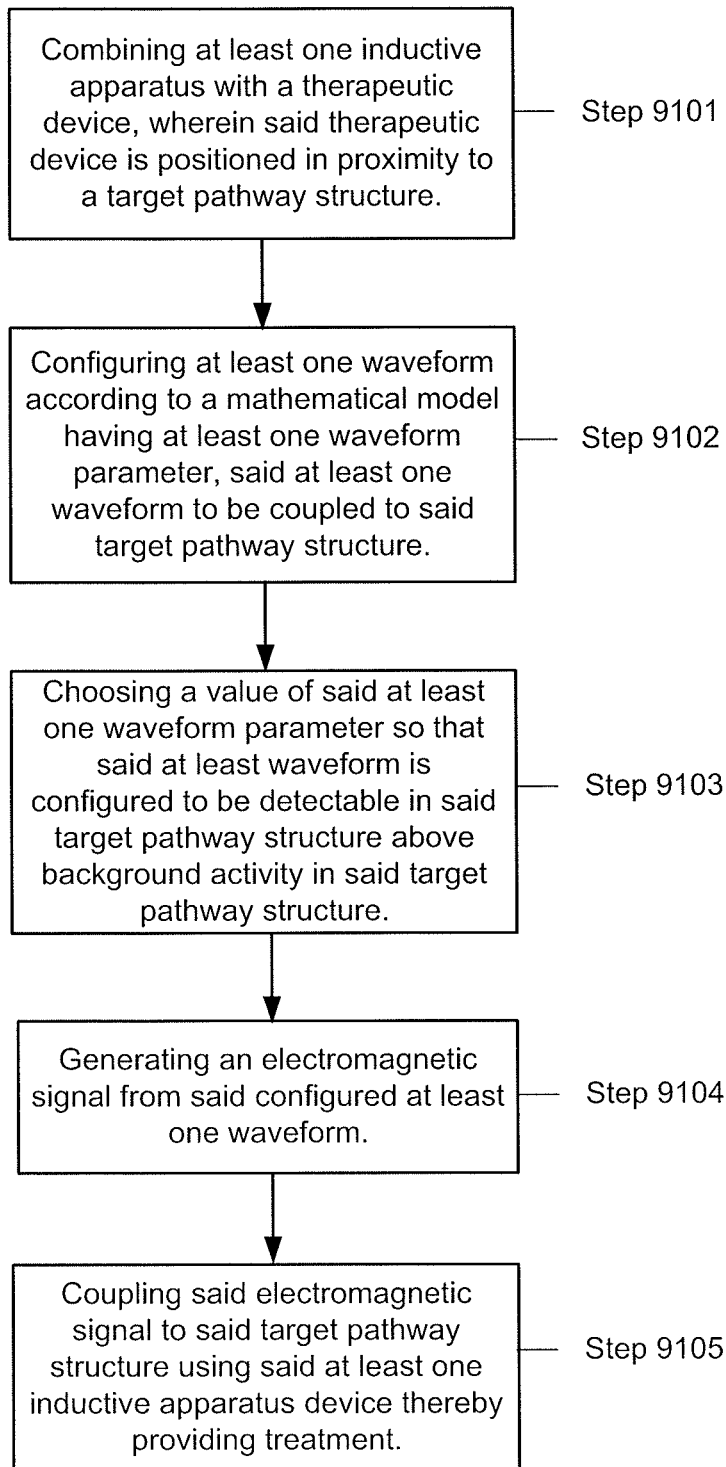 Combining at least one inductive
apparatus with a therapeutic
device, wherein said therapeutic
device is positioned in proximity to
a target pathway structure.
Step 9101
Configuring at least one waveform
according to a mathematical model
having at least one waveform
parameter, said at least one
waveform to be coupled to said
target pathway structure.
Step 9102
Choosing a value of said at least
one waveform parameter so that
said at least waveform is
configured to be detectable in said
target pathway structure above
background activity in said target
pathway structure.
Step 9103
Generating an electromagnetic
signal from said configured at least
one waveform.
Step 9104
Coupling said electromagnetic
signal to said target pathway
structure using said at least one
inductive apparatus device thereby
providing treatment.
Step 9105